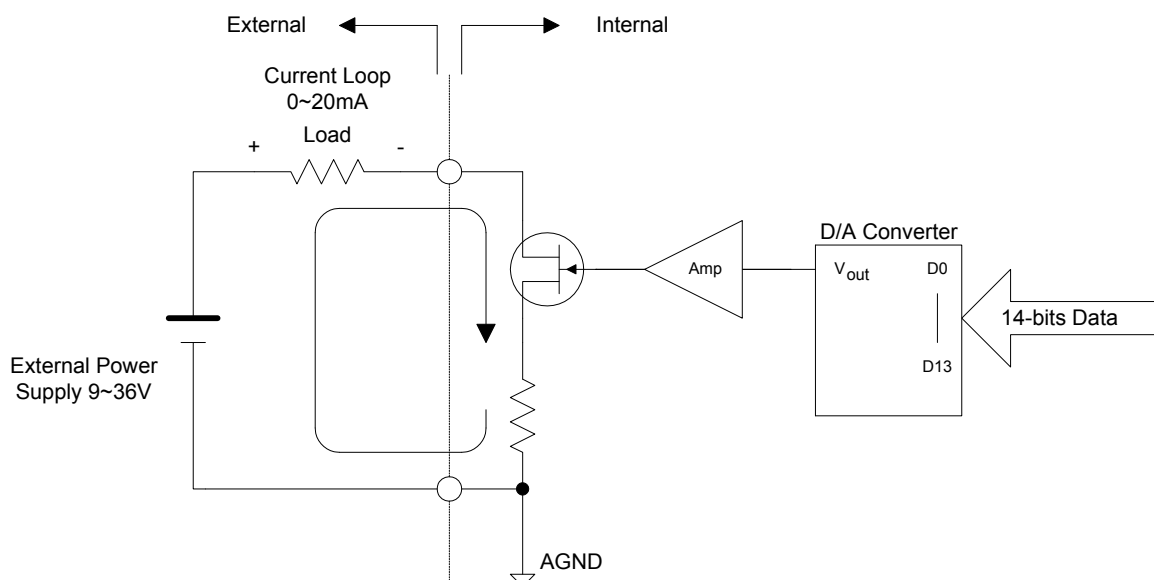 External
Internal
Current Loop
0~20mA
Load
+
-
D/A Converter
Vout
D0
Amp
14-bits Data
D13
External Power
Supply 9~36V
AGND